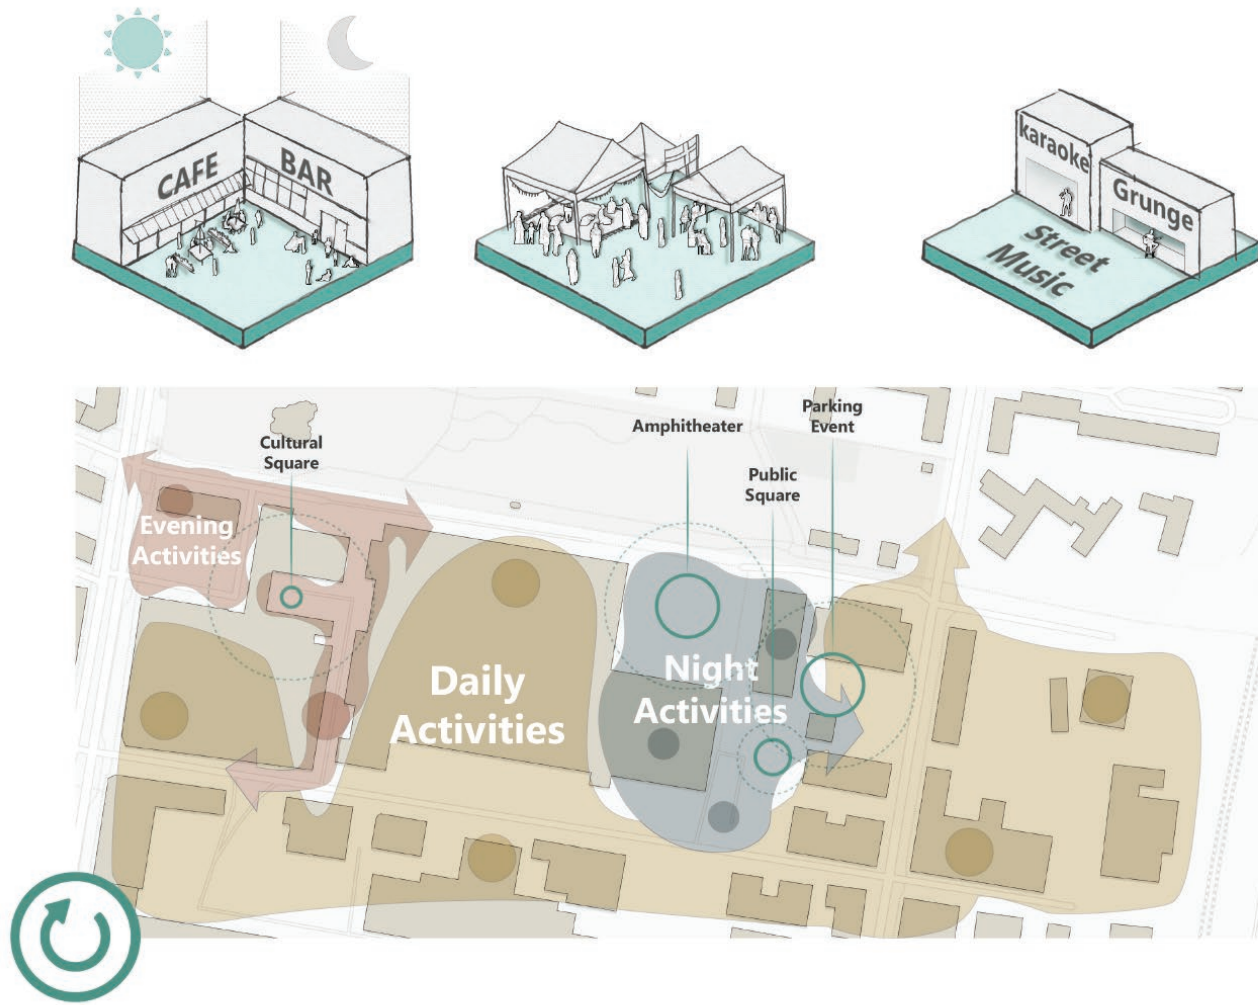 CAFE
BAR
karaoke
Grunge
Street
Music
Cultural
Square
Amphitheater
Parking
Event
Public
Square
Evening
Activities
Daily
Activities
Night
Activities